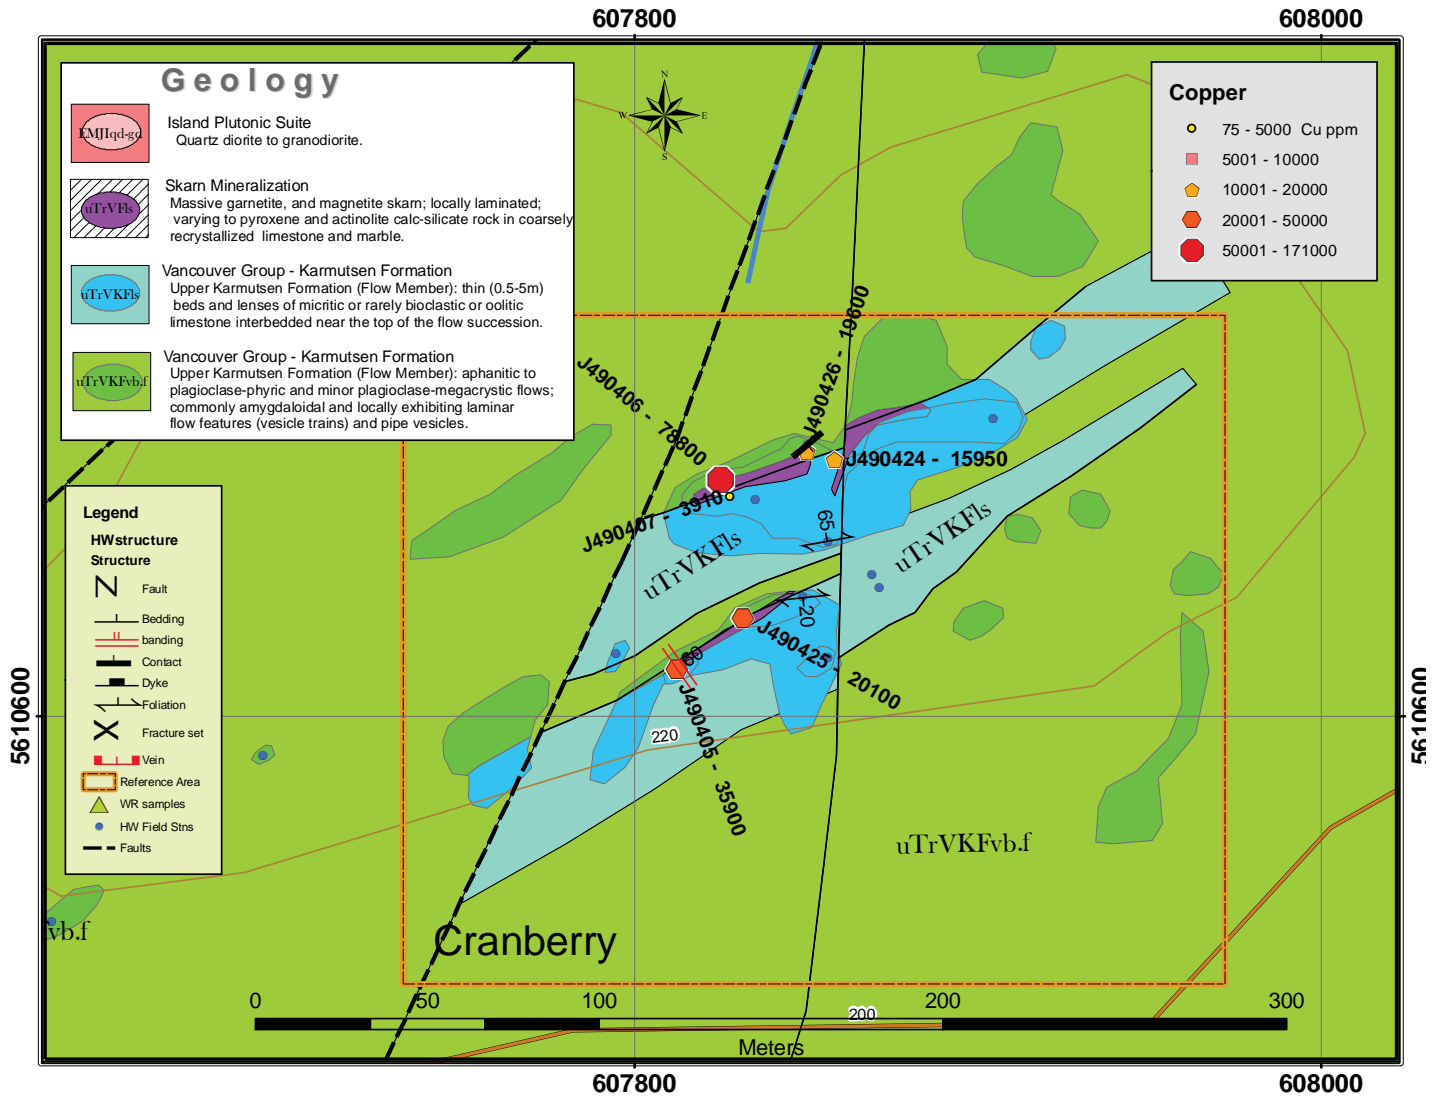 607800
608000
Geology
EMJIqd-gd
Island Plutonic Suite
Quartz diorite to granodiorite.
uTrVFls
Skarn Mineralization
Massive garnetite, and magnetite skarn; locally laminated;
varying to pyroxene and actinolite calc-silicate rock in coarsely
recrystallized limestone and marble.
uTrVKFls
Vancouver Group - Karmutsen Formation
Upper Karmutsen Formation (Flow Member): thin (0.5-5m)
beds and lenses of micritic or rarely bioclastic or oolitic
limestone interbedded near the top of the flow succession.
uTrVKFvb.f
Vancouver Group - Karmutsen Formation
Upper Karmutsen Formation (Flow Member): aphanitic to
plagioclase-phyric and minor plagioclase-megacrystic flows;
commonly amygdaloidal and locally exhibiting laminar
flow features (vesicle trains) and pipe vesicles.
N
W
E
S
Copper
75 - 5000 Cu ppm
5001 - 10000
10001 - 20000
20001 - 50000
50001 - 171000
J490406 - 78800
J490426 - 19600
J490424 - 15950
J490407 - 3910
65
uTrVKFls
uTrVKFls
20
J490425 - 20100
60
J490405 - 35900
220
Legend
HWstructure
Structure
Fault
Bedding
banding
Contact
Dyke
Foliation
Fracture set
Vein
Reference Area
WR samples
HW Field Stns
Faults
5610600
5610600
uTrVKFvb.f
vb.f
Cranberry
0
50
100
200
300
200
Meters
607800
608000